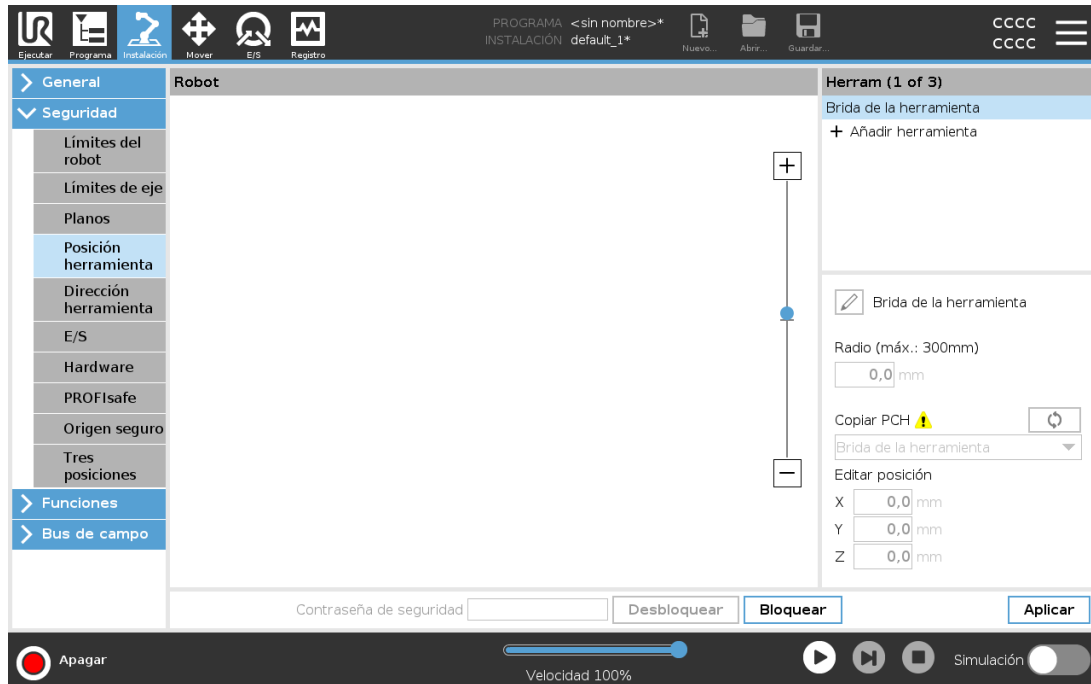 PROGRAMA <sin nombre>*
INSTALACIÓN default_1*
CCCC
CCCC
UR
Ejecutar Programa Instalación Mover E/S Registro
Nuevo... Abrir... Guardar...
General
Seguridad
Límites del
robot
Límites de eje
Planos
Posición
herramienta
Dirección
herramienta
E/S
Hardware
PROFIsafe
Origen seguro
Tres
posiciones
Funciones
Bus de campo
Robot
Herram (1 of 3)
Brida de la herramienta
+ Añadir herramienta
Brida de la herramienta
Radio (máx.: 300mm)
0,0 mm
Copiar PCH
Brida de la herramienta
Editar posición
X 0,0 mm
Y 0,0 mm
Z 0,0 mm
Contraseña de seguridad Desbloquear Bloquear Aplicar
Apagar
Velocidad 100%
Simulación